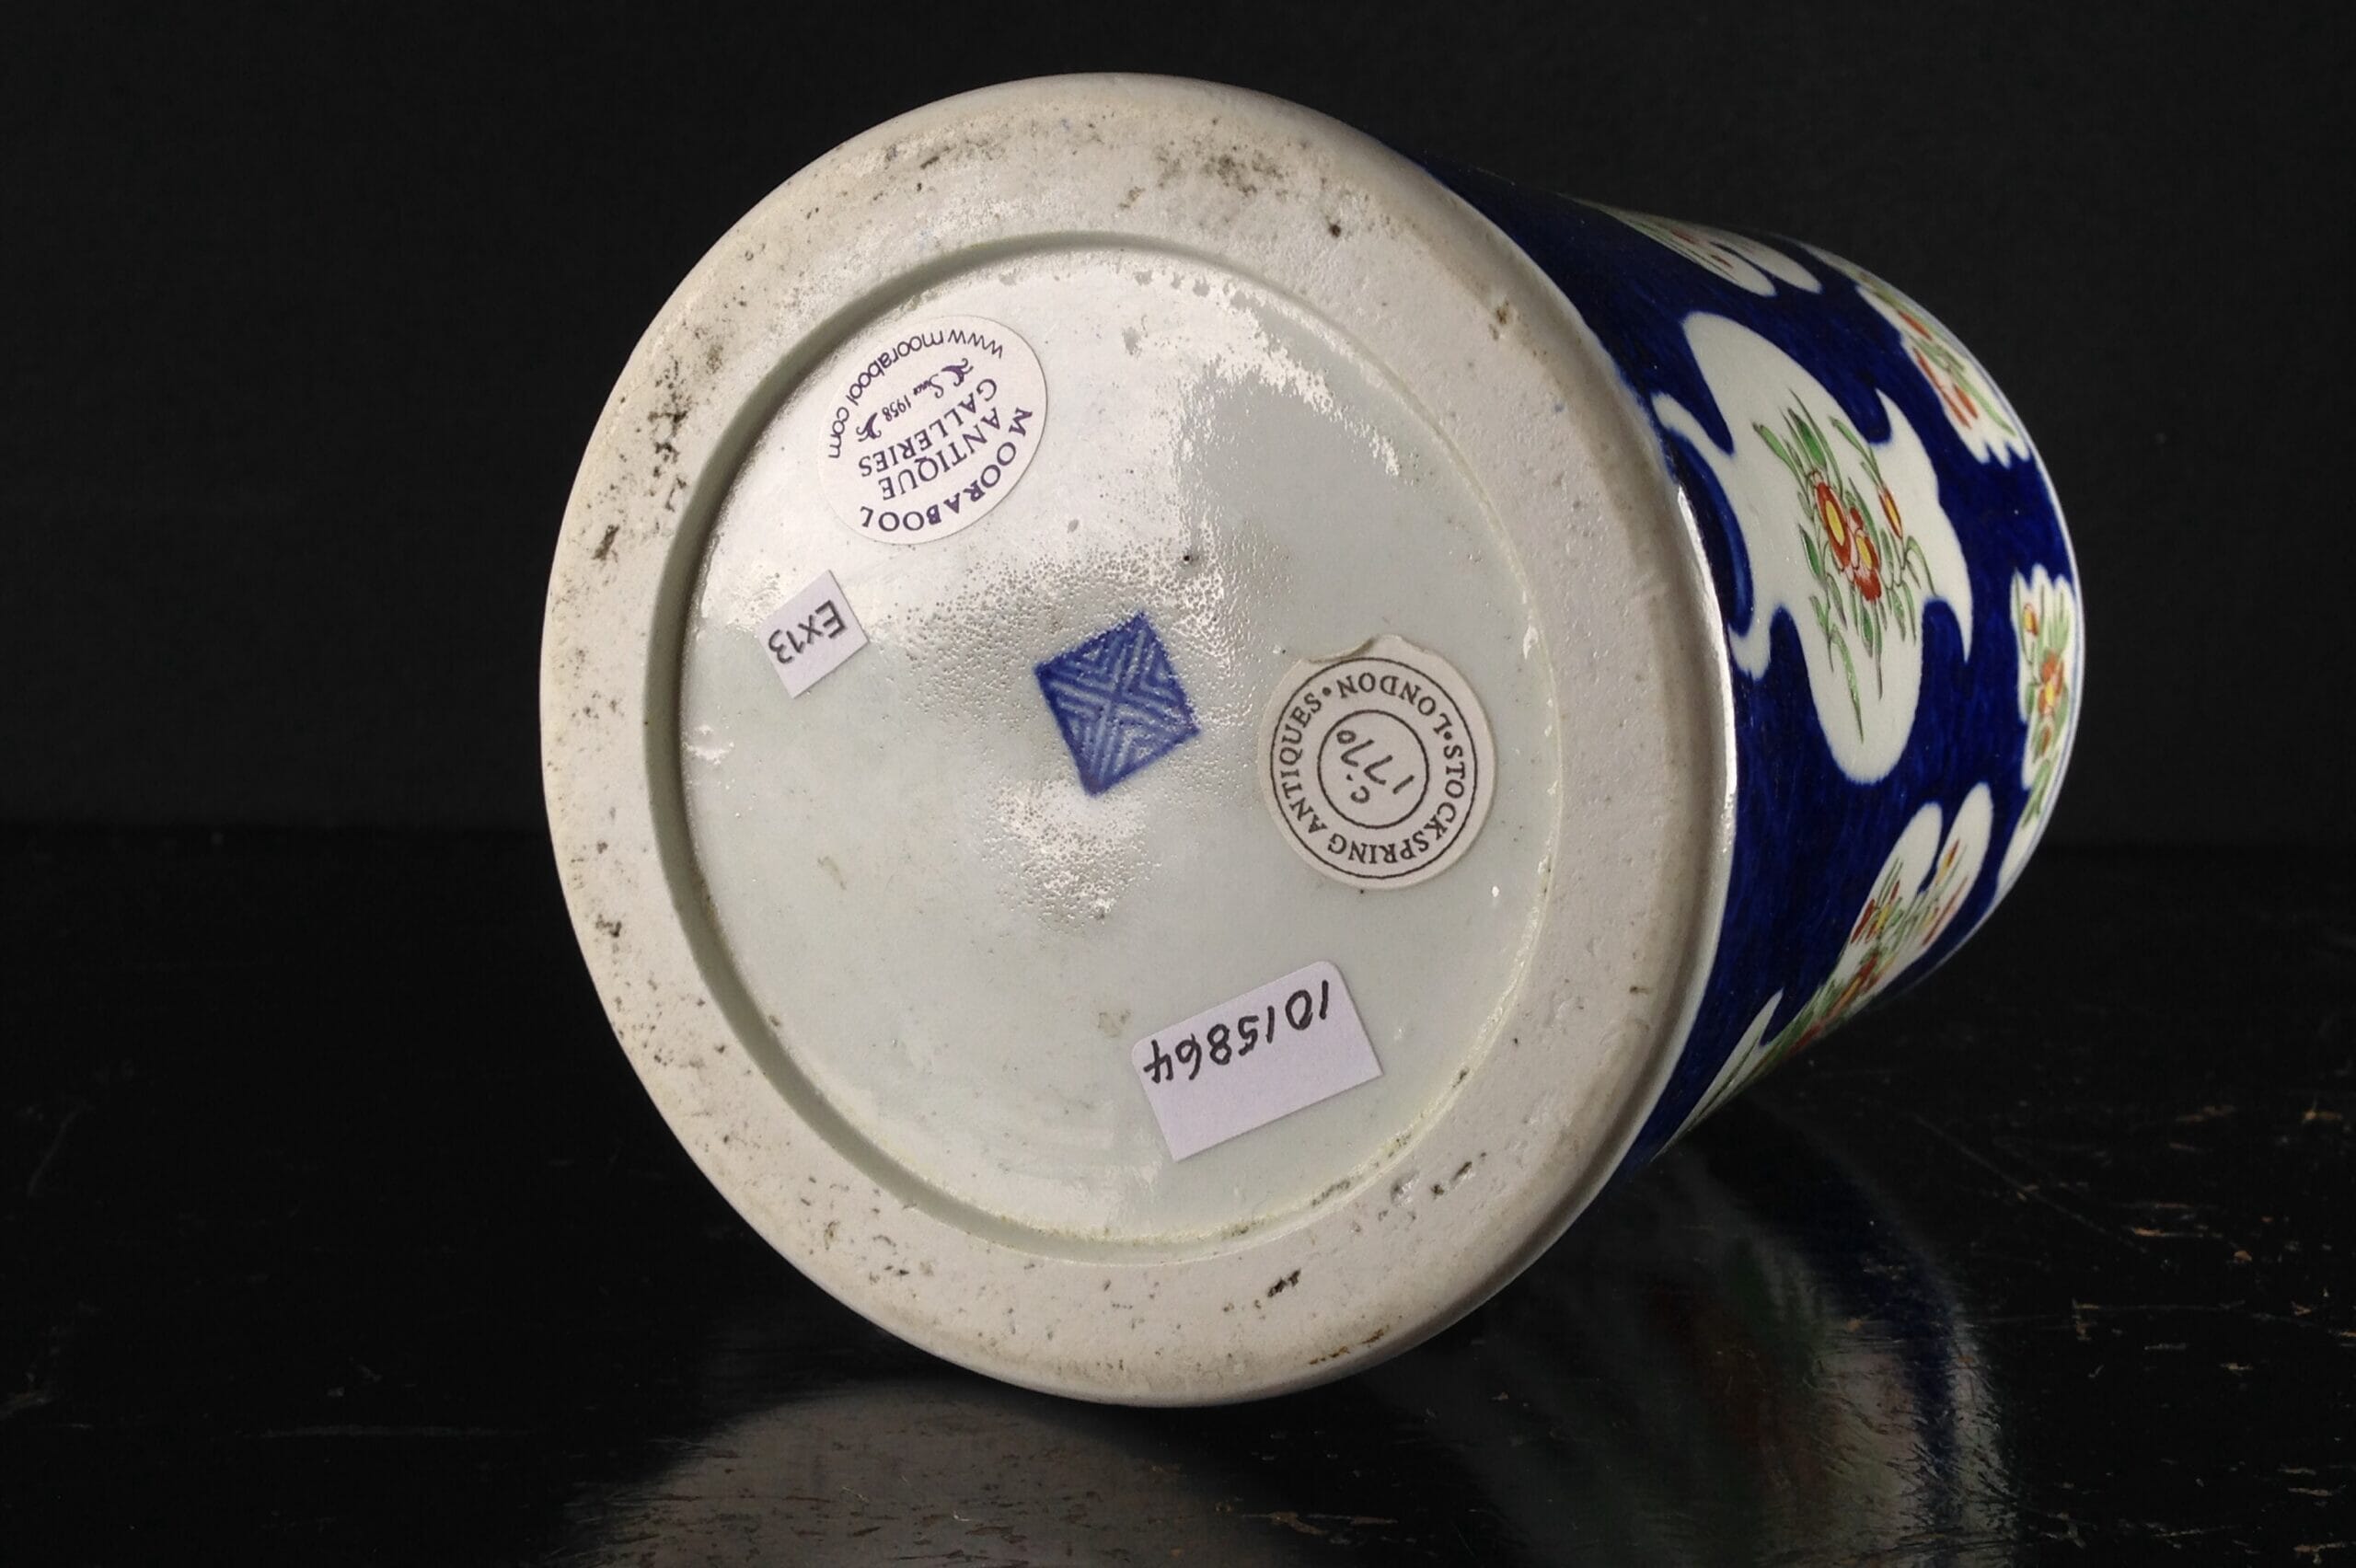 MOORABOOL
ANTIQUE
GALLERIES
Since 1958
www.moorabool.com
Ex13
STOCKSPRING ANTIQUES • LONDON •
c.1770
1015864